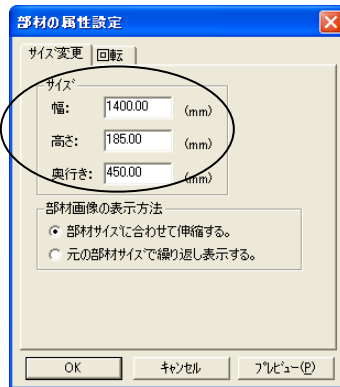 部材の属性設定
サイズ変更 回転
サイズ
幅: 1400.00 (mm)
高さ: 185.00 (mm)
奥行き: 450.00 (mm)
部材画像の表示方法
部材サイズに合わせて伸縮する。
元の部材サイズで繰り返し表示する。
OK キャンセル プレビュー(P)